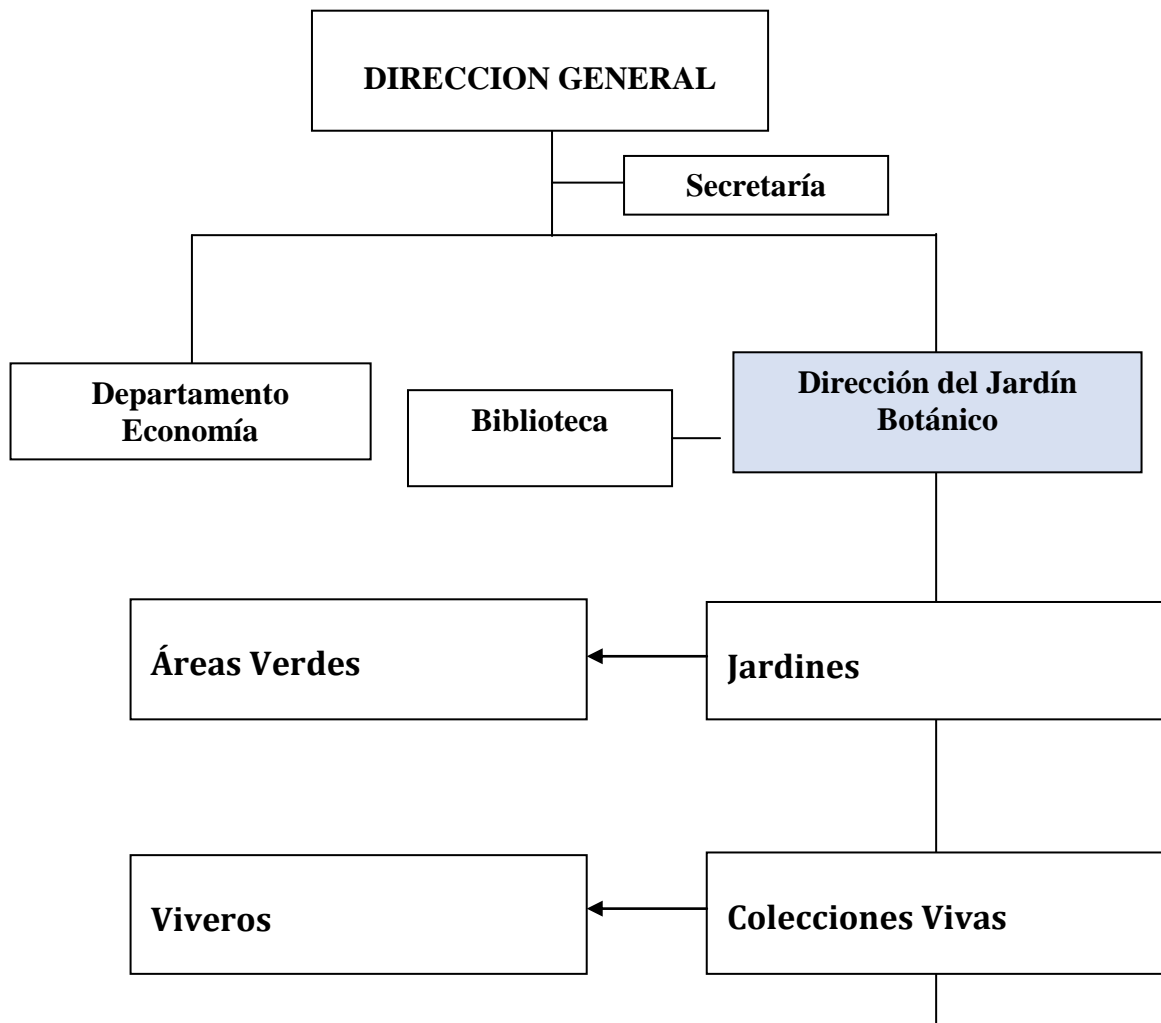 DIRECCION GENERAL
Secretaría
Departamento
Economía
Biblioteca
Dirección del Jardín
Botánico
Áreas Verdes
Jardines
Viveros
Colecciones Vivas